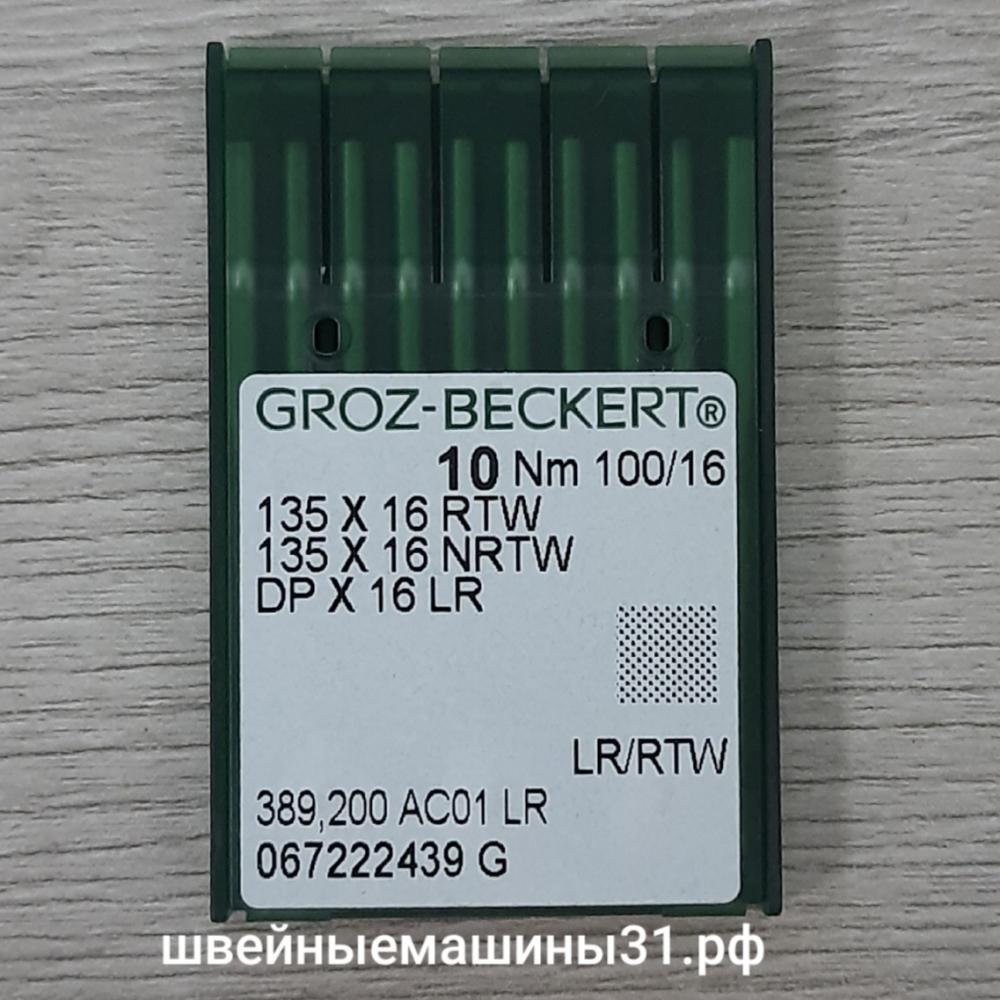 GROZ-BECKERT®
10 Nm 100/16
135 X 16 RTW
135 X 16 NRTW
DP X 16 LR
LR/RTW
389,200 AC01 LR
067222439 G
швейныемашины31.рф